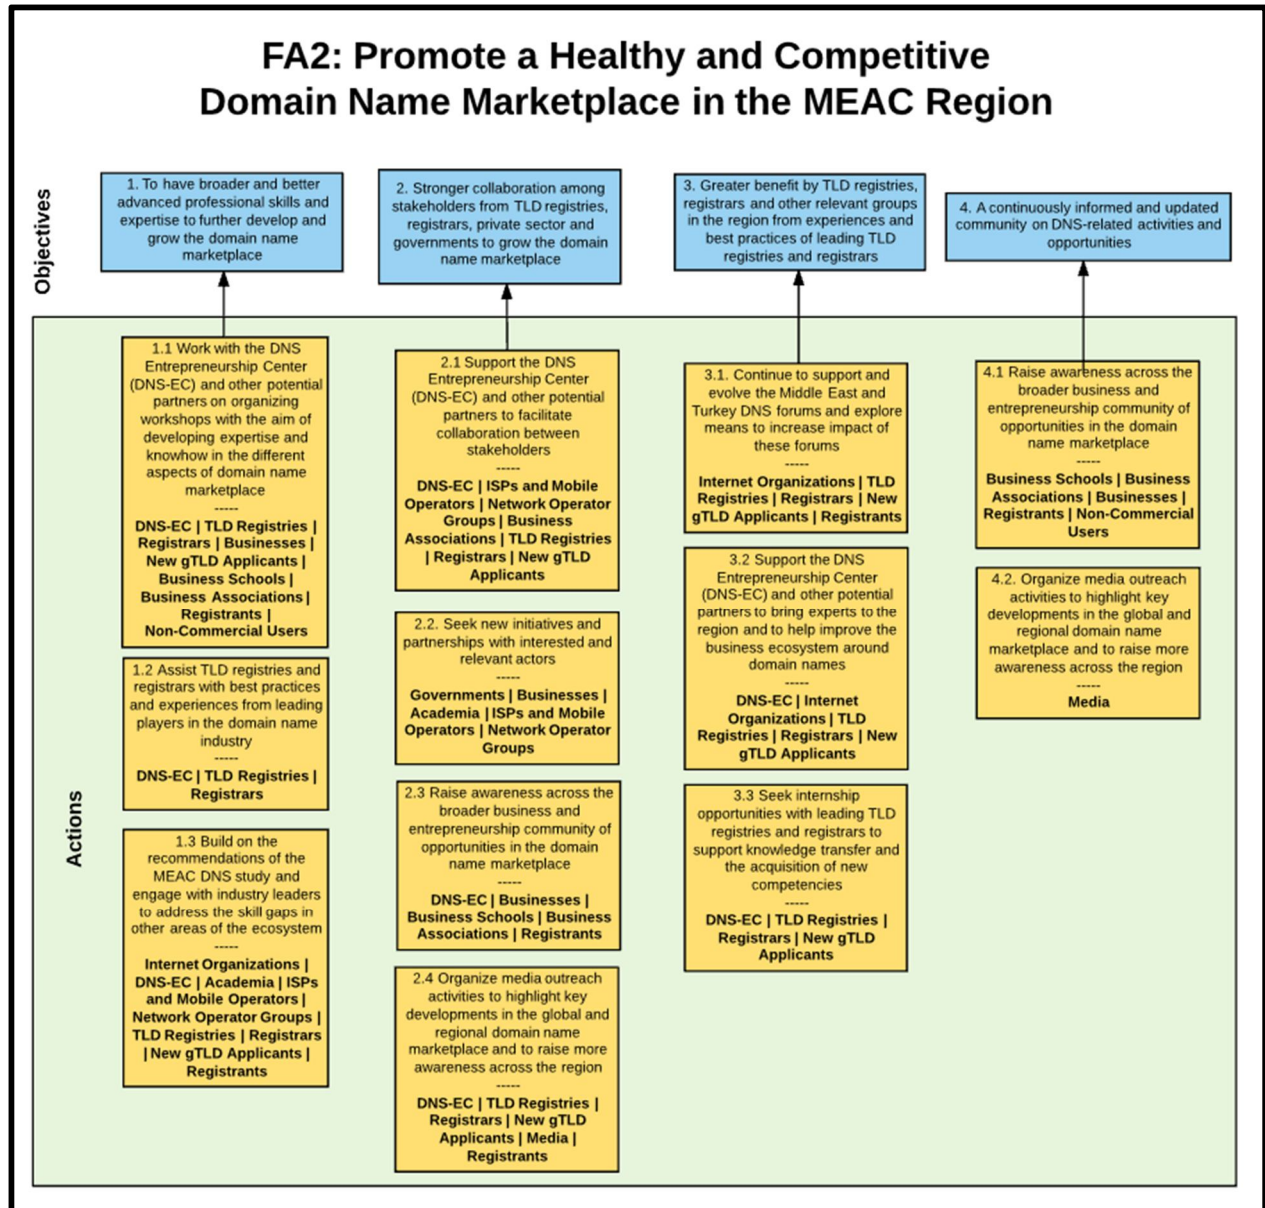 FA2: Promote a Healthy and Competitive
Domain Name Marketplace in the MEAC Region
Objectives
1. To have broader and better
advanced professional skills and
expertise to further develop and
grow the domain name
marketplace
2. Stronger collaboration among
stakeholders from TLD registries,
registrars, private sector and
governments to grow the domain
name marketplace
3. Greater benefit by TLD registries,
registrars and other relevant groups
in the region from experiences and
best practices of leading TLD
registries and registrars
4. A continuously informed and updated
community on DNS-related activities and
opportunities
Actions
1.1 Work with the DNS
Entrepreneurship Center
(DNS-EC) and other potential
partners on organizing
workshops with the aim of
developing expertise and
knowhow in the different
aspects of domain name
marketplace
-----
DNS-EC | TLD Registries |
Registrars | Businesses |
New gTLD Applicants |
Business Schools |
Business Associations |
Registrants |
Non-Commercial Users
1.2 Assist TLD registries and
registrars with best practices
and experiences from leading
players in the domain name
industry
-----
DNS-EC | TLD Registries |
Registrars
1.3 Build on the
recommendations of the
MEAC DNS study and
engage with industry leaders
to address the skill gaps in
other areas of the ecosystem
-----
Internet Organizations |
DNS-EC | Academia | ISPs
and Mobile Operators |
Network Operator Groups |
TLD Registries | Registrars
| New gTLD Applicants |
Registrants
2.1 Support the DNS
Entrepreneurship Center
(DNS-EC) and other potential
partners to facilitate
collaboration between
stakeholders
-----
DNS-EC | ISPs and Mobile
Operators | Network Operator
Groups | Business
Associations | TLD Registries
| Registrars | New gTLD
Applicants
2.2. Seek new initiatives and
partnerships with interested and
relevant actors
-----
Governments | Businesses |
Academia | ISPs and Mobile
Operators | Network Operator
Groups
2.3 Raise awareness across the
broader business and
entrepreneurship community of
opportunities in the domain
name marketplace
-----
DNS-EC | Businesses |
Business Schools | Business
Associations | Registrants
2.4 Organize media outreach
activities to highlight key
developments in the global and
regional domain name
marketplace and to raise more
awareness across the region
-----
DNS-EC | TLD Registries |
Registrars | New gTLD
Applicants | Media |
Registrants
3.1. Continue to support and
evolve the Middle East and
Turkey DNS forums and explore
means to increase impact of
these forums
-----
Internet Organizations | TLD
Registries | Registrars | New
gTLD Applicants | Registrants
3.2 Support the DNS
Entrepreneurship Center
(DNS-EC) and other potential
partners to bring experts to the
region and to help improve the
business ecosystem around
domain names
-----
DNS-EC | Internet
Organizations | TLD
Registries | Registrars | New
gTLD Applicants
3.3 Seek internship
opportunities with leading TLD
registries and registrars to
support knowledge transfer and
the acquisition of new
competencies
-----
DNS-EC | TLD Registries |
Registrars | New gTLD
Applicants
4.1 Raise awareness across the
broader business and
entrepreneurship community of
opportunities in the domain
name marketplace
-----
Business Schools | Business
Associations | Businesses |
Registrants | Non-Commercial
Users
4.2. Organize media outreach
activities to highlight key
developments in the global and
regional domain name
marketplace and to raise more
awareness across the region
-----
Media